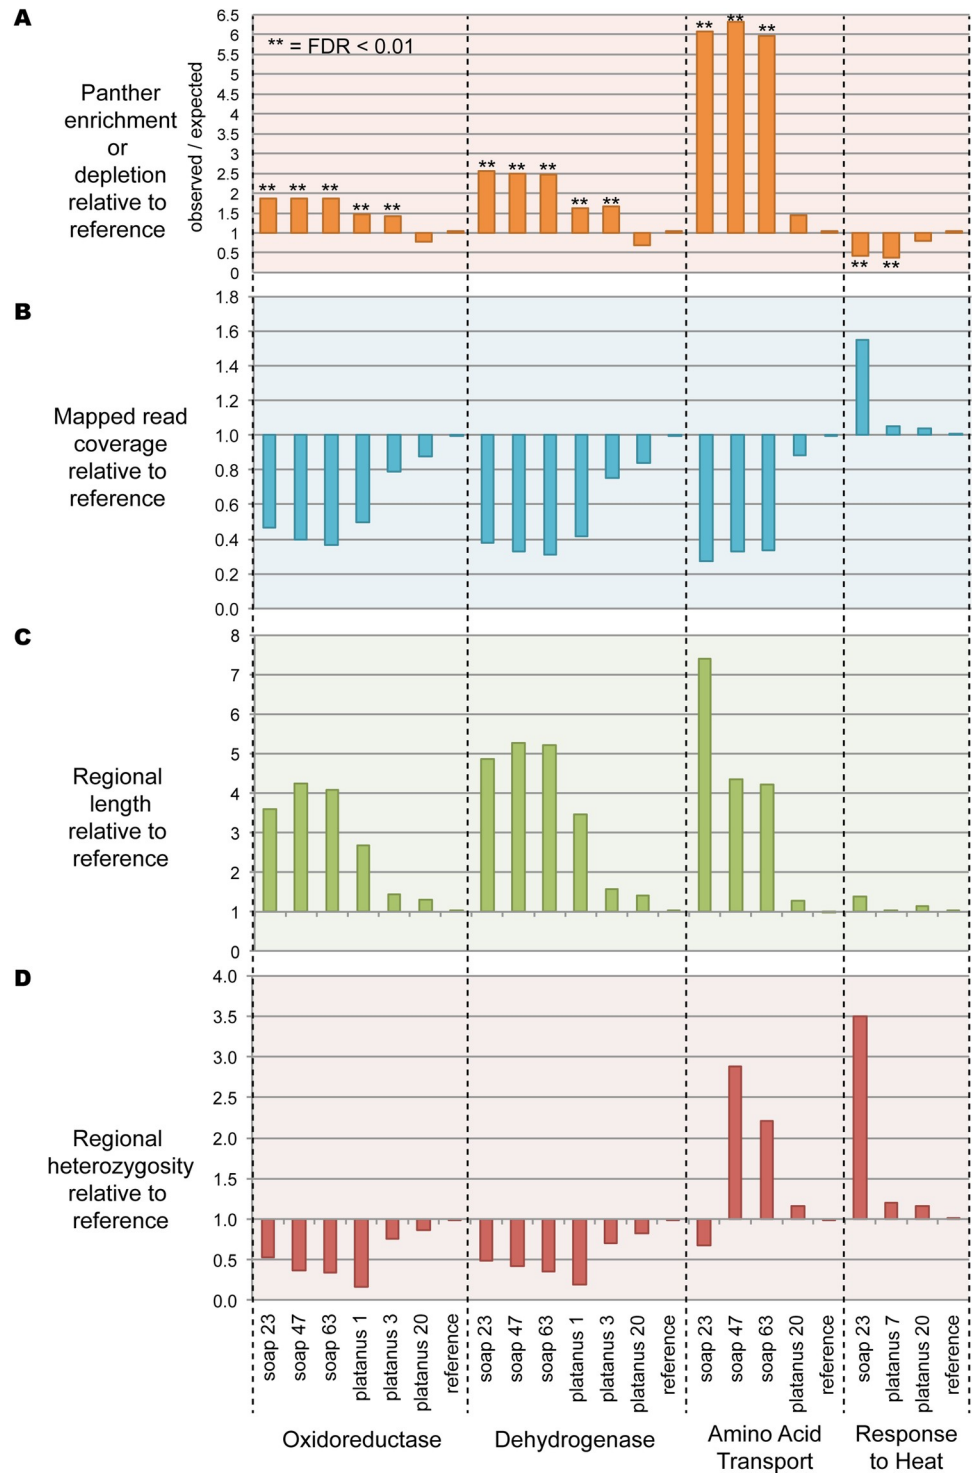 A
Panther
enrichment
or
depletion
relative to
reference
observed / expected
6.5
6
5.5
5
4.5
4
3.5
3
2.5
2
1.5
1
0.5
0
** = FDR < 0.01
** ** ** ** **
** ** ** ** **
** ** **
** **
B
Mapped read
coverage
relative to
reference
1.8
1.6
1.4
1.2
1.0
0.8
0.6
0.4
0.2
0.0
C
Regional
length
relative to
reference
8
7
6
5
4
3
2
1
0
D
Regional
heterozygosity
relative to
reference
4.0
3.5
3.0
2.5
2.0
1.5
1.0
0.5
0.0
soap 23
soap 47
soap 63
platanus 1
platanus 3
platanus 20
reference
soap 23
soap 47
soap 63
platanus 1
platanus 3
platanus 20
reference
soap 23
soap 47
soap 63
platanus 20
reference
soap 23
platanus 7
platanus 20
reference
Oxidoreductase
Dehydrogenase
Amino Acid
Transport
Response
to Heat